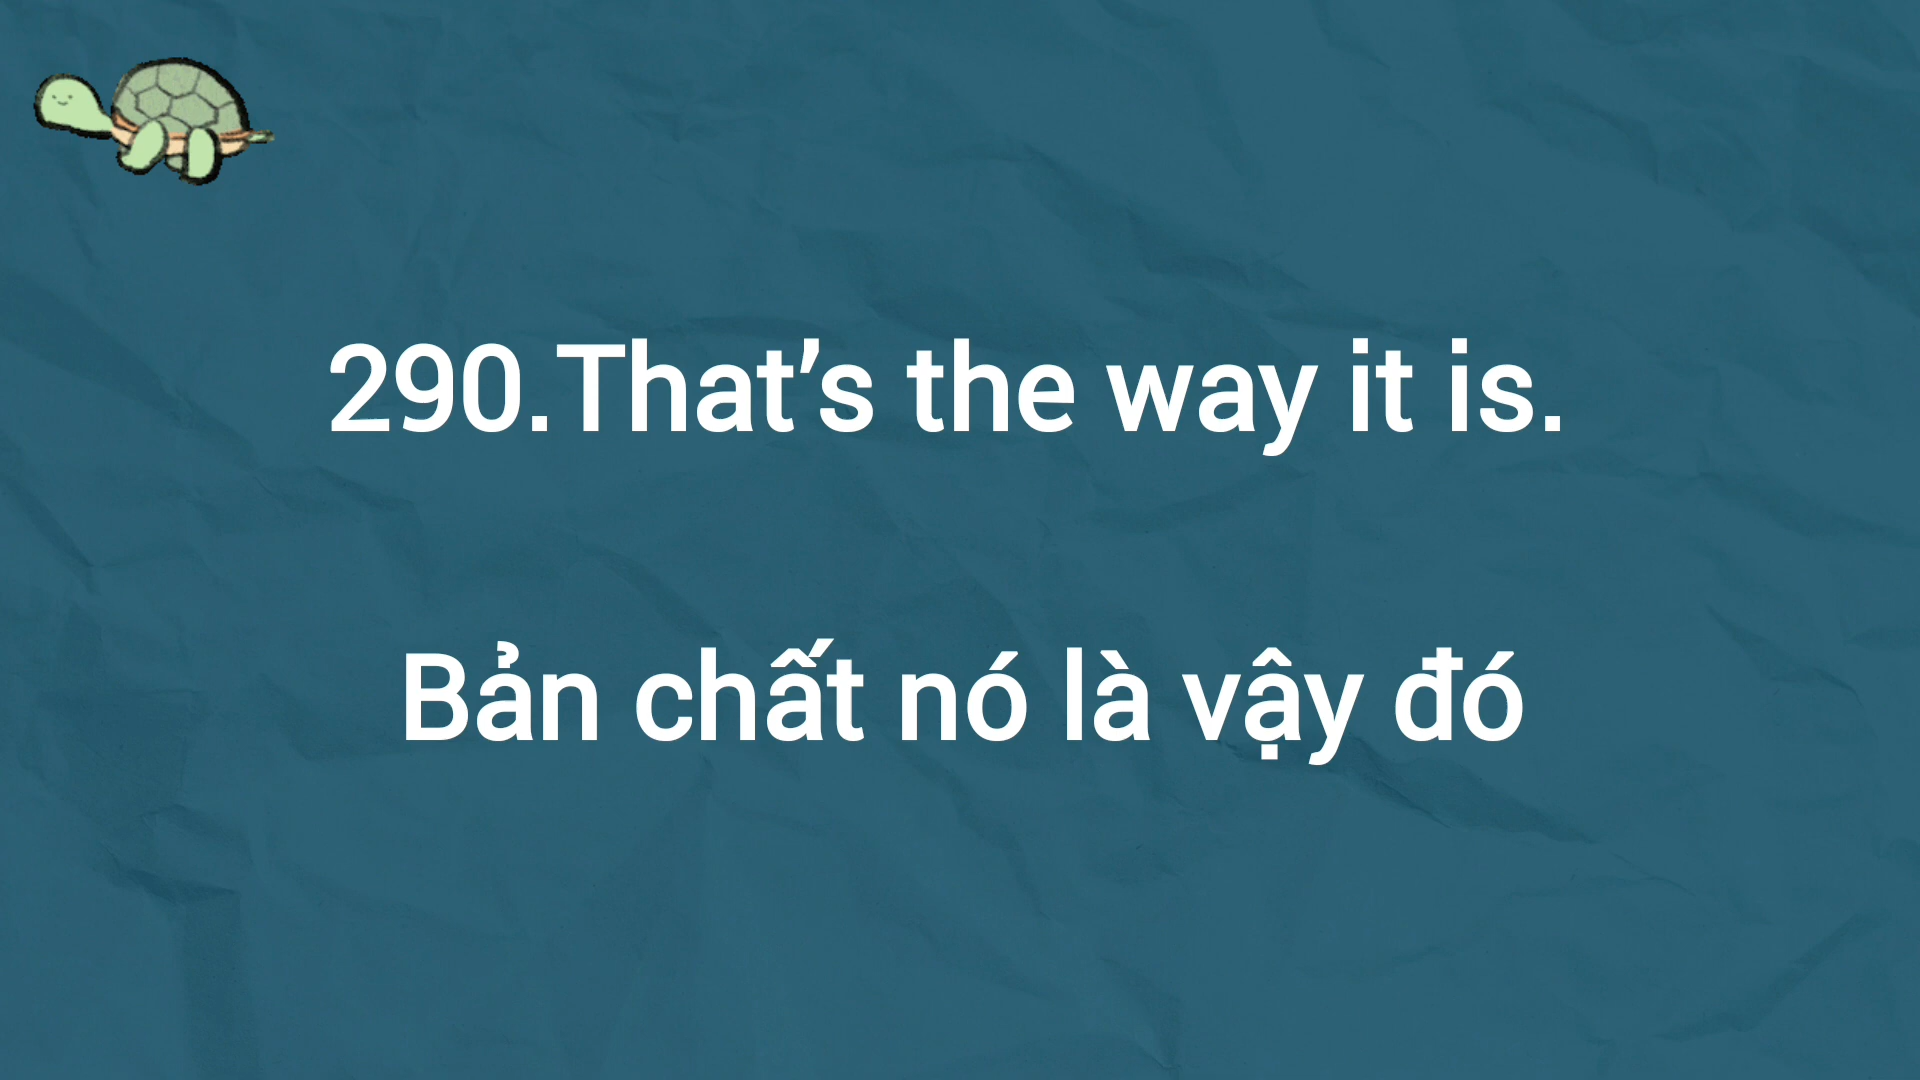 290.That’s the way it is.
Bản chất nó là vậy đó